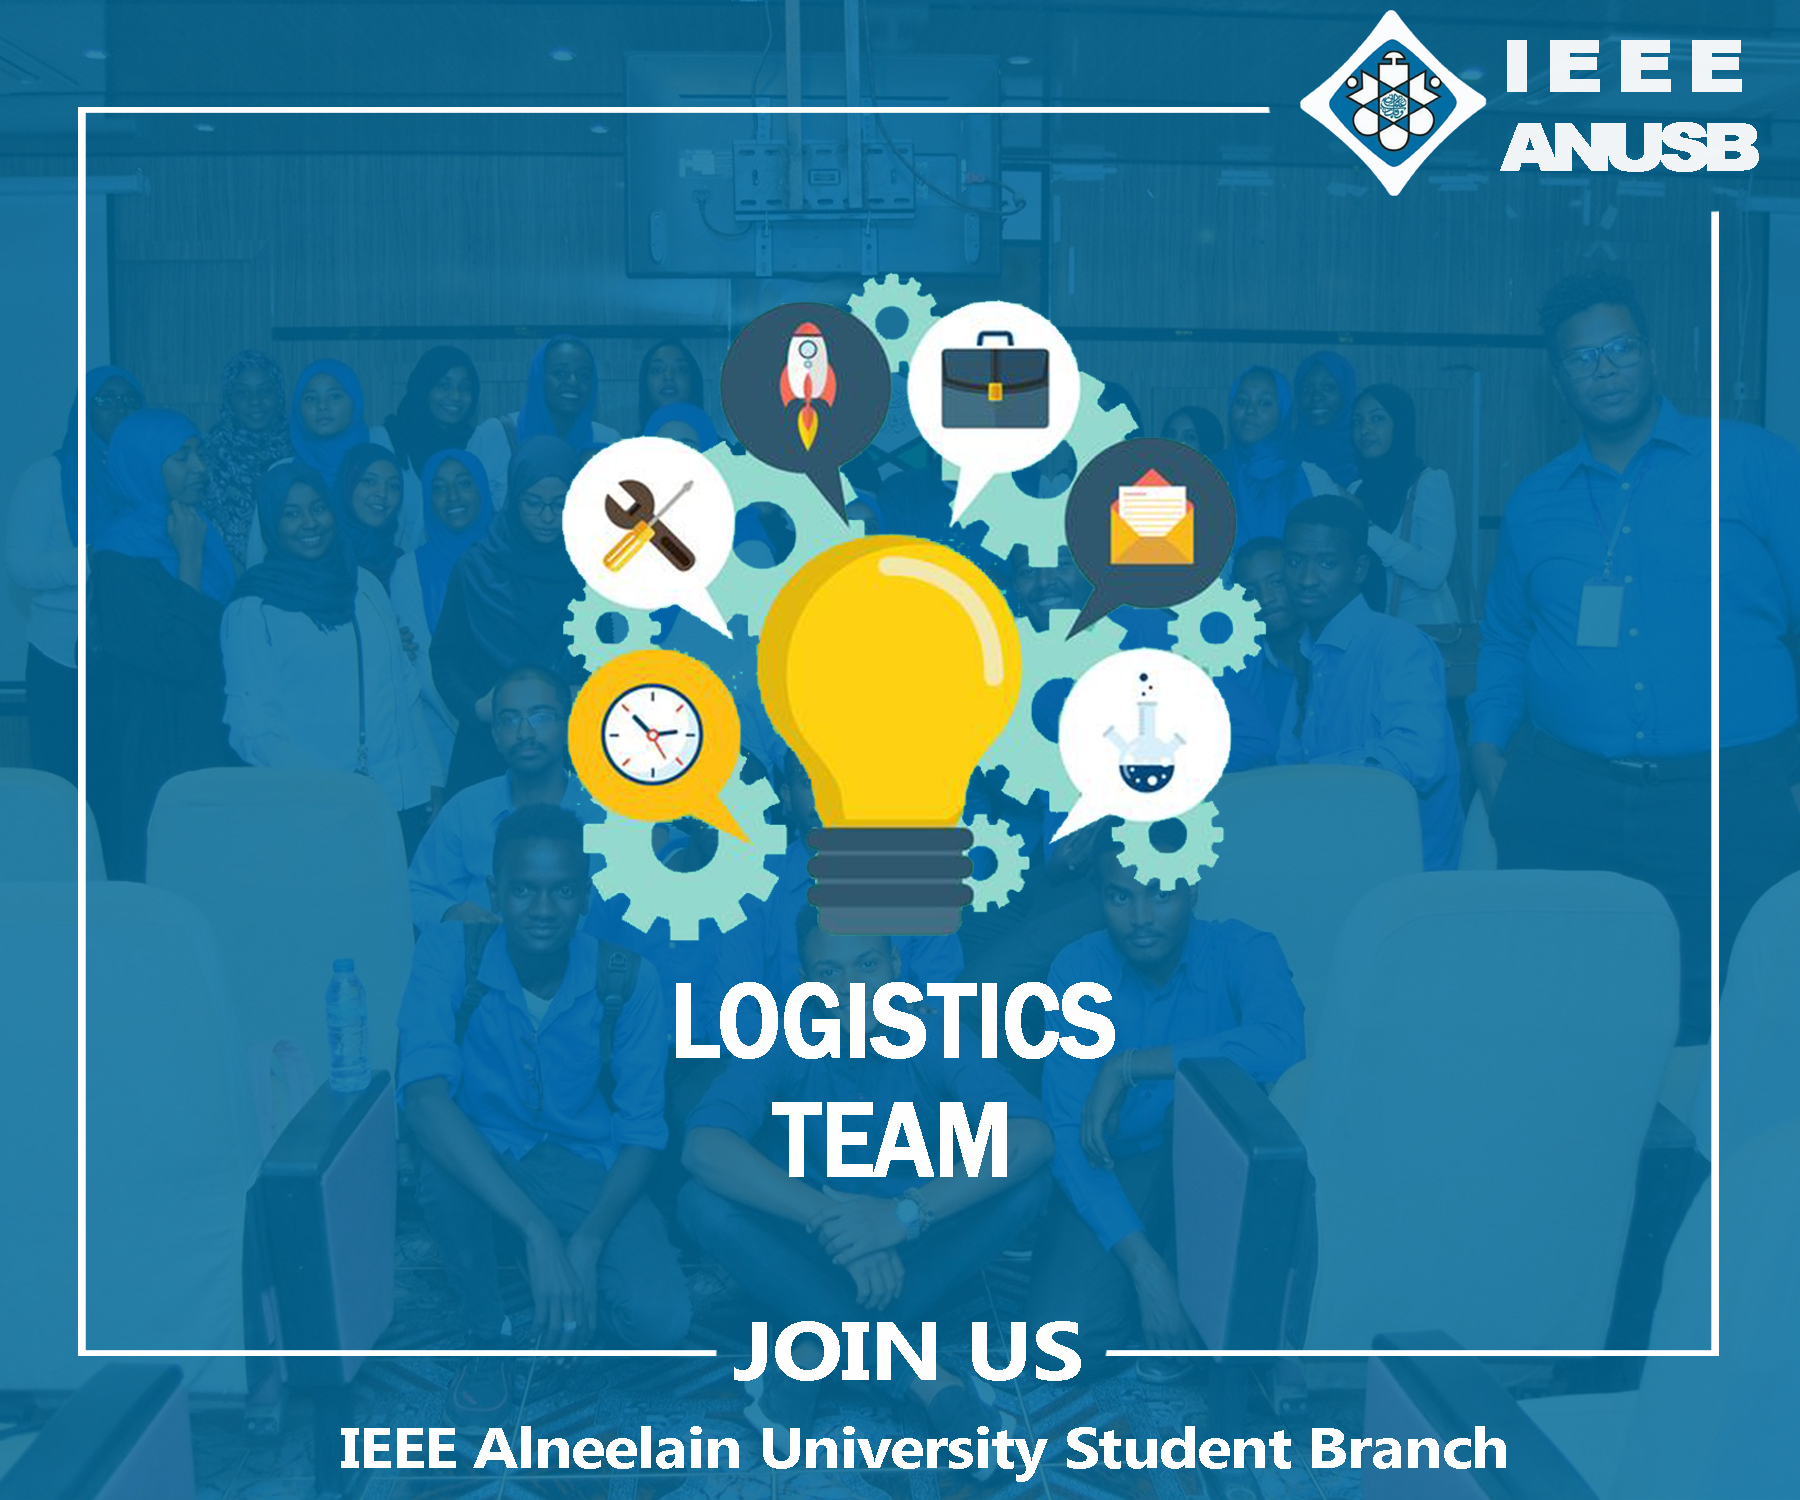 IEEE
ANUSB
LOGISTICS
TEAM
JOIN US
IEEE Alneelain University Student Branch